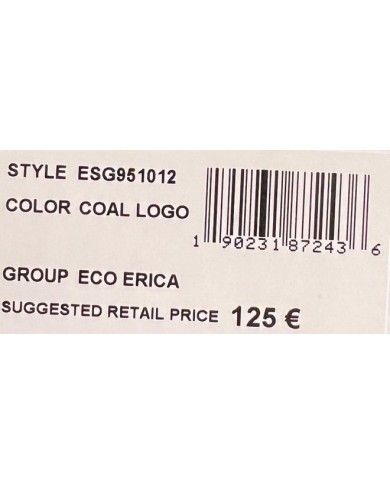 STYLE ESG951012
COLOR COAL LOGO
1 90231 87243 6
GROUP ECO ERICA
SUGGESTED RETAIL PRICE 125 €